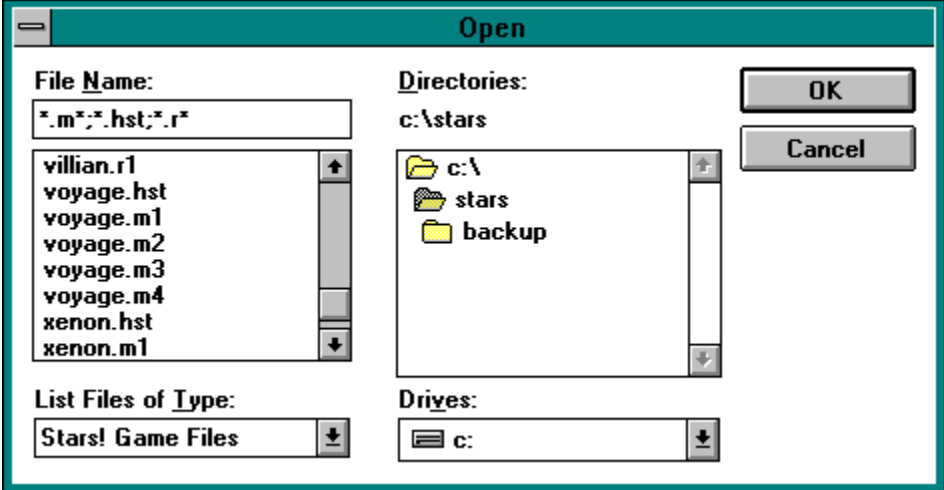 Open
File Name:
*.m*;*.hst;*.r*
villian.r1
voyage.hst
voyage.m1
voyage.m2
voyage.m3
voyage.m4
xenon.hst
xenon.m1
List Files of Type:
Stars! Game Files
Directories:
c:\stars
c:\
stars
backup
Drives:
c:
OK
Cancel